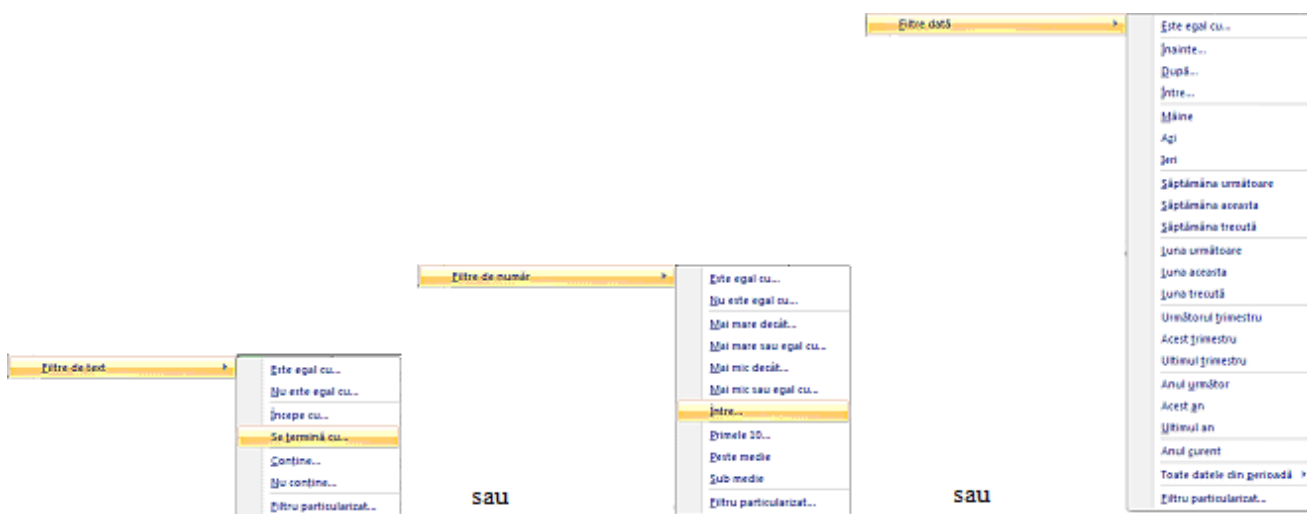 Filtre de text
Este egal cu...
Nu este egal cu...
Începe cu...
Se termină cu...
Conține...
Nu conține...
Filtru particularizat...
sau
Filtre de număr
Este egal cu...
Nu este egal cu...
Mai mare decât...
Mai mare sau egal cu...
Mai mic decât...
Mai mic sau egal cu...
Între...
Primele 10...
Peste medie
Sub medie
Filtru particularizat...
sau
Filtre dată
Este egal cu...
Înainte...
După...
Între...
Mâine
Azi
Ieri
Săptămâna următoare
Săptămâna aceasta
Săptămâna trecută
Luna următoare
Luna aceasta
Luna trecută
Următorul trimestru
Acest trimestru
Ultimul trimestru
Anul următor
Acest an
Ultimul an
Anul curent
Toate datele din perioadă
Filtru particularizat...